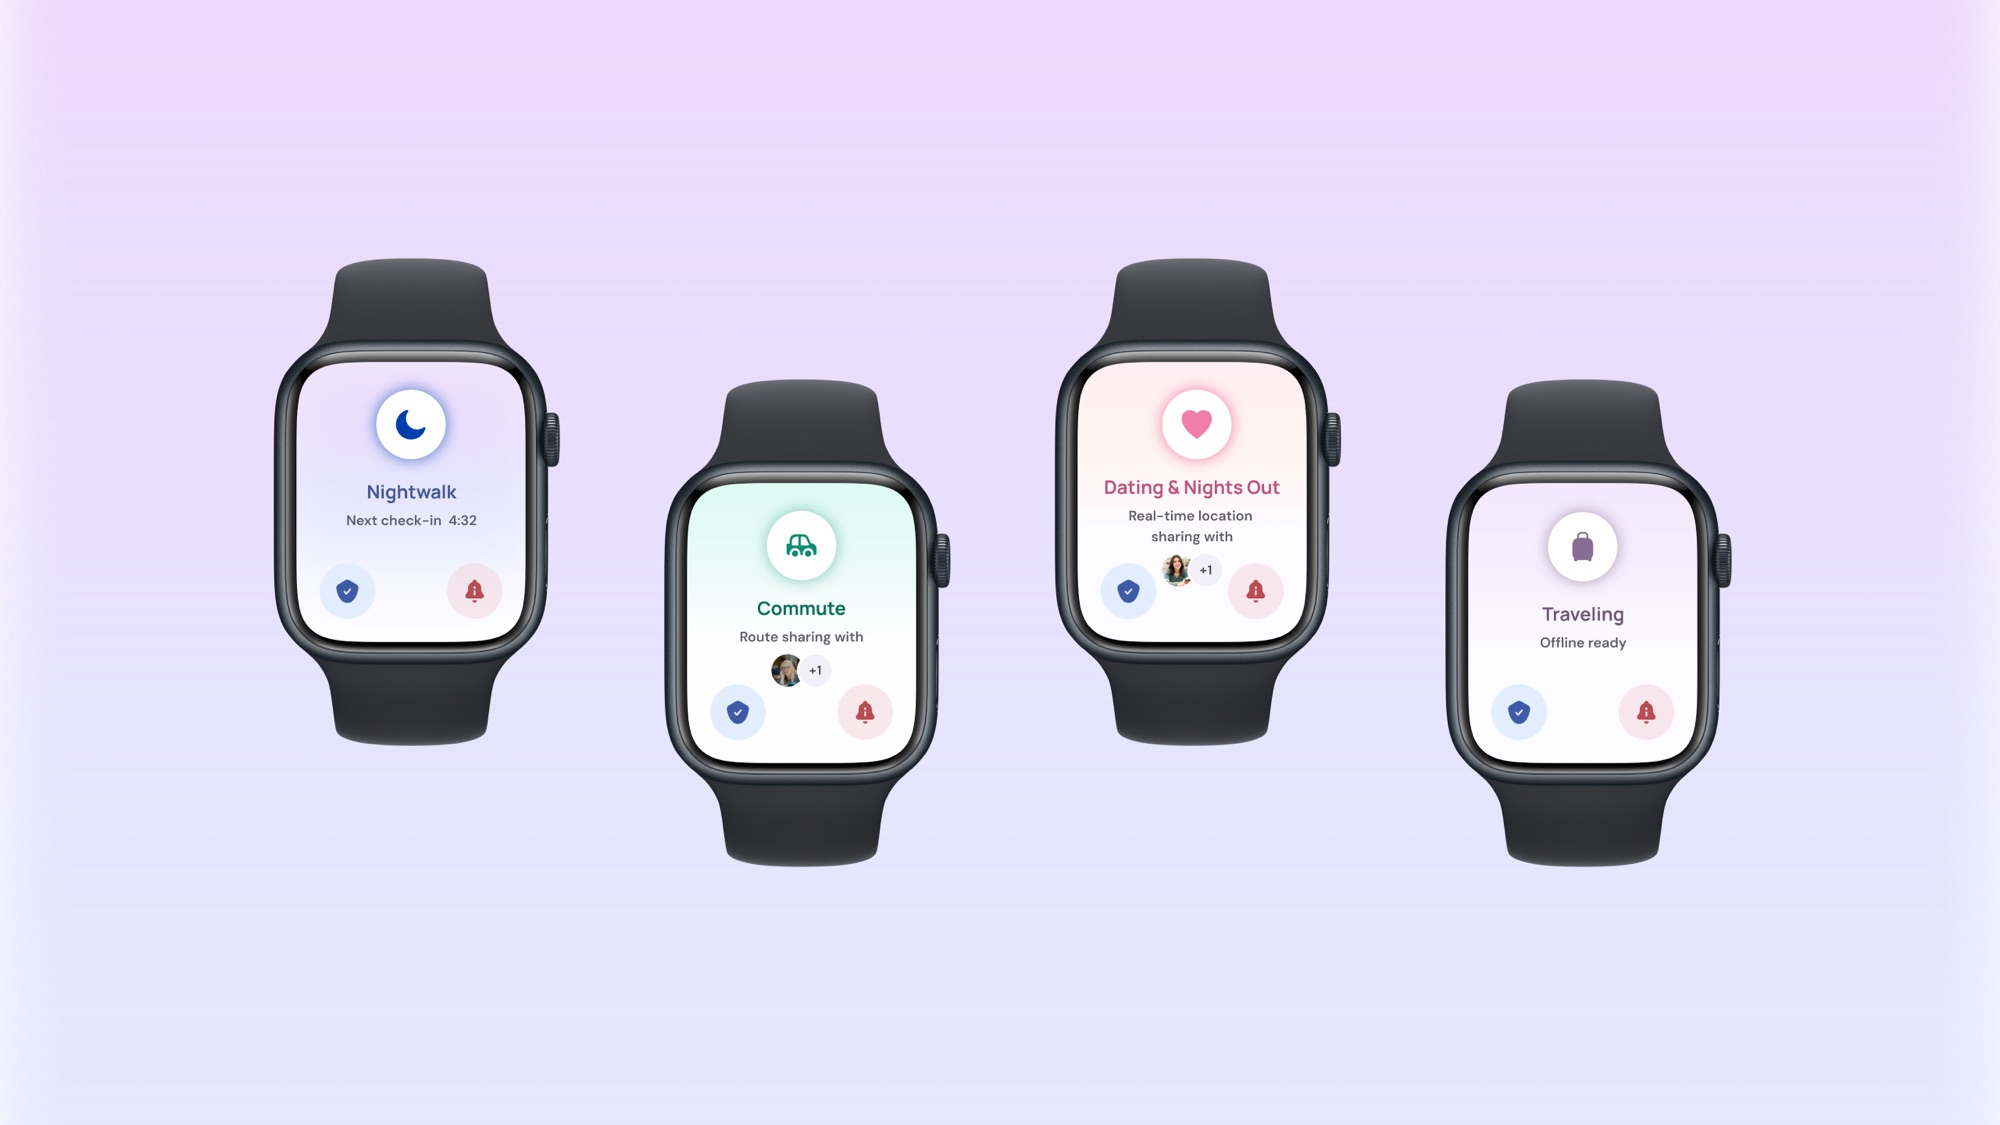 Nightwalk
Next check-in 4:32
Commute
Route sharing with
+1
Dating & Nights Out
Real-time location
sharing with
+1
Traveling
Offline ready